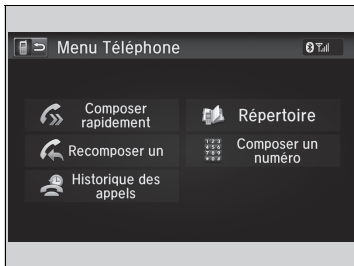 Menu Téléphone
Composer
rapidement
Répertoire
Recomposer un
Composer un
numéro
Historique des
appels